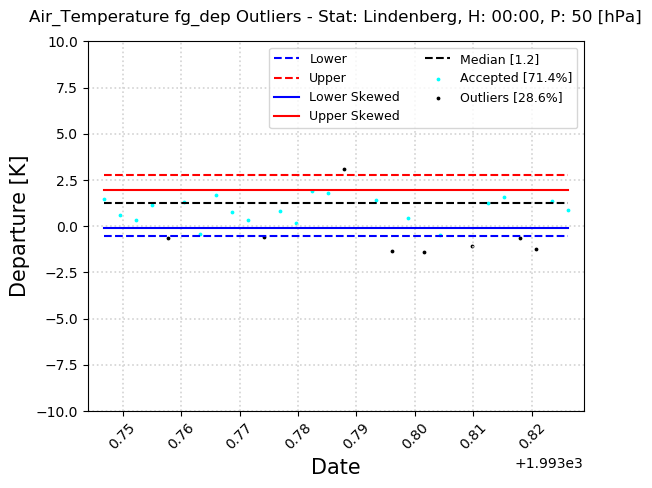 Air_Temperature fg_dep Outliers - Stat: Lindenberg, H: 00:00, P: 50 [hPa]
10.0
7.5
5.0
2.5
0.0
−2.5
−5.0
−7.5
−10.0
Departure [K]
Lower
Upper
Lower Skewed
Upper Skewed
Median [1.2]
Accepted [71.4%]
Outliers [28.6%]
0.75 0.76 0.77 0.78 0.79 0.80 0.81 0.82
+1.993e3
Date